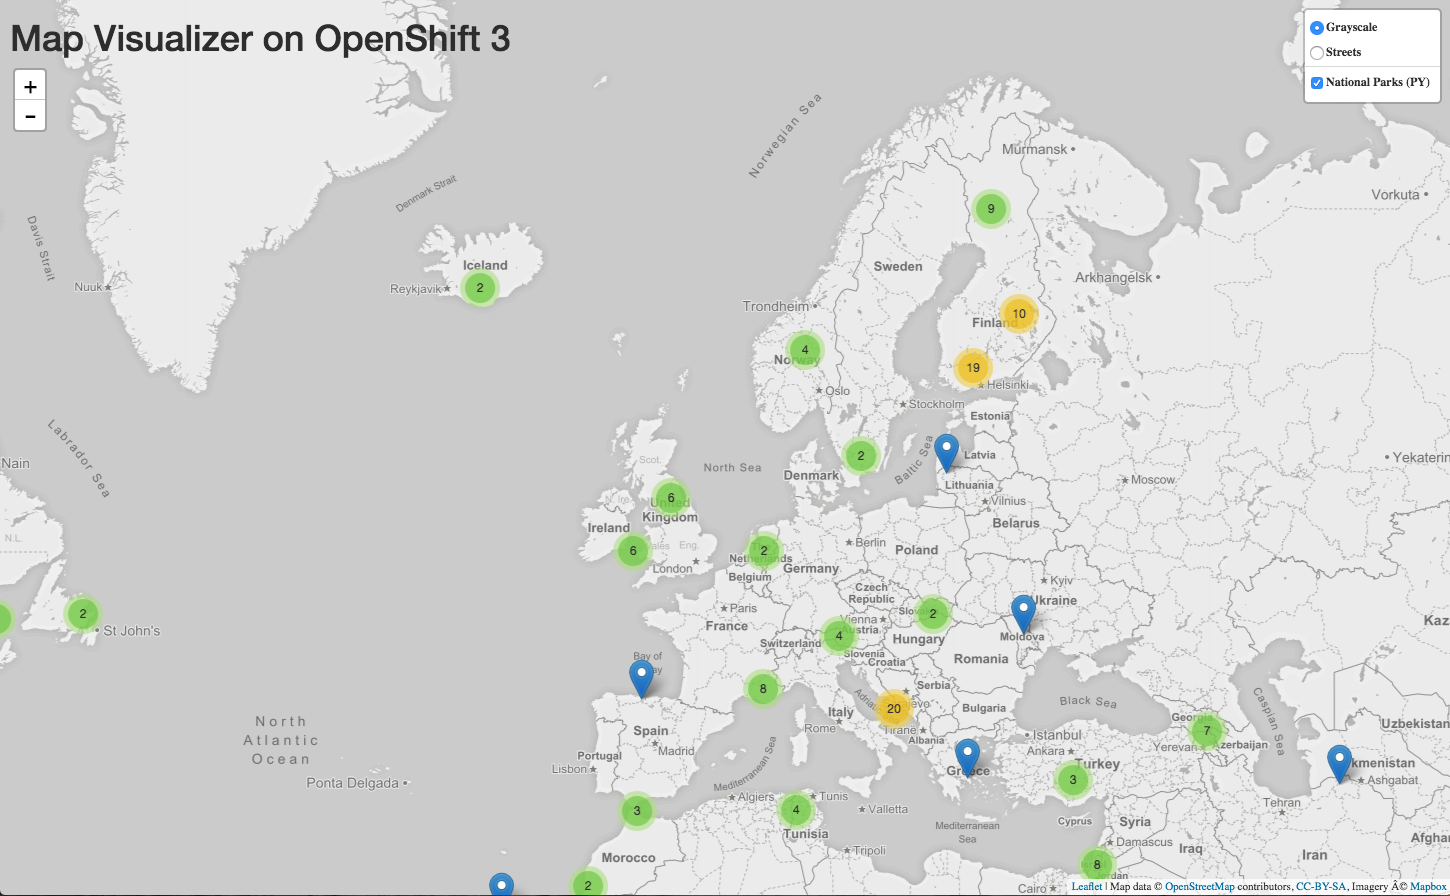 Map Visualizer on OpenShift 3
Grayscale
Streets
National Parks (PY)
+
-
Norwegian Sea
Murmansk
Vorkuta
Denmark Strait
Davis Strait
9
Iceland
Sweden
Arkhangelsk
Nuuk
Reykjavik
2
Trondheim
10
Finland
4
Norway
19
Helsinki
Oslo
Stockholm
Estonia
Labrador Sea
Baltic Sea
2
Latvia
Scot.
North Sea
Nain
Yekaterin
Denmark
Moscow
Lithuania
6
United
Kingdom
Vilnius
Belarus
Ireland
N.L.
Berlin
Poland
6
ales
Eng.
2
Netherlands
London
Germany
Belgium
Kyiv
Czech
Republic
Ukraine
2
Paris
2
Kaz
France
Vienna
Austria
St John's
4
Hungary
Moldova
Switzerland
Slovenia
Romania
Croatia
Bay of
8
Serbia
20
Bulgaria
Black Sea
Caspian Sea
Italy
Georgia
North
Atlantic
Ocean
Uzbekistan
Spain
Rome
Tirane
7
Albania
Istanbul
Yerevan
zerbaijan
Madrid
Ankara
Portugal
Turkey
kmenistan
Lisbon
Greece
Mediterranean Sea
3
Ashgabat
Ponta Delgada
Algiers
Tunis
Tehran
3
4
Valletta
Mediterranean
Sea
Cyprus
Syria
Tunisia
Damascus
Afghar
Tripoli
Iraq
Iran
Morocco
8
Jordan
2
Cairo
Leaflet | Map data © OpenStreetMap contributors, CC-BY-SA, Imagery Â© Mapbox